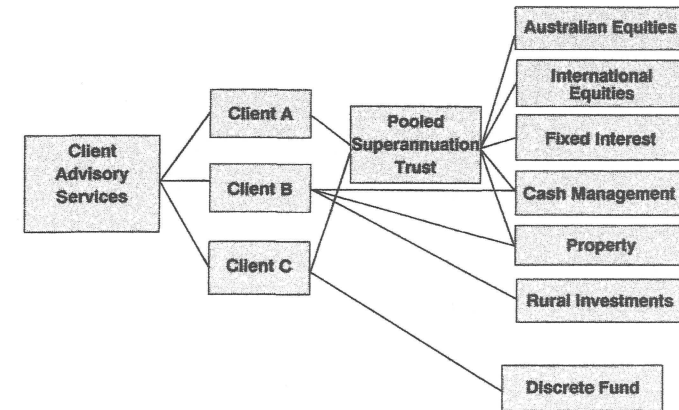 Client
Advisory
Services
Client A
Client B
Client C
Pooled
Superannuation
Trust
Australian Equities
International
Equities
Fixed Interest
Cash Management
Property
Rural Investments
Discrete Fund